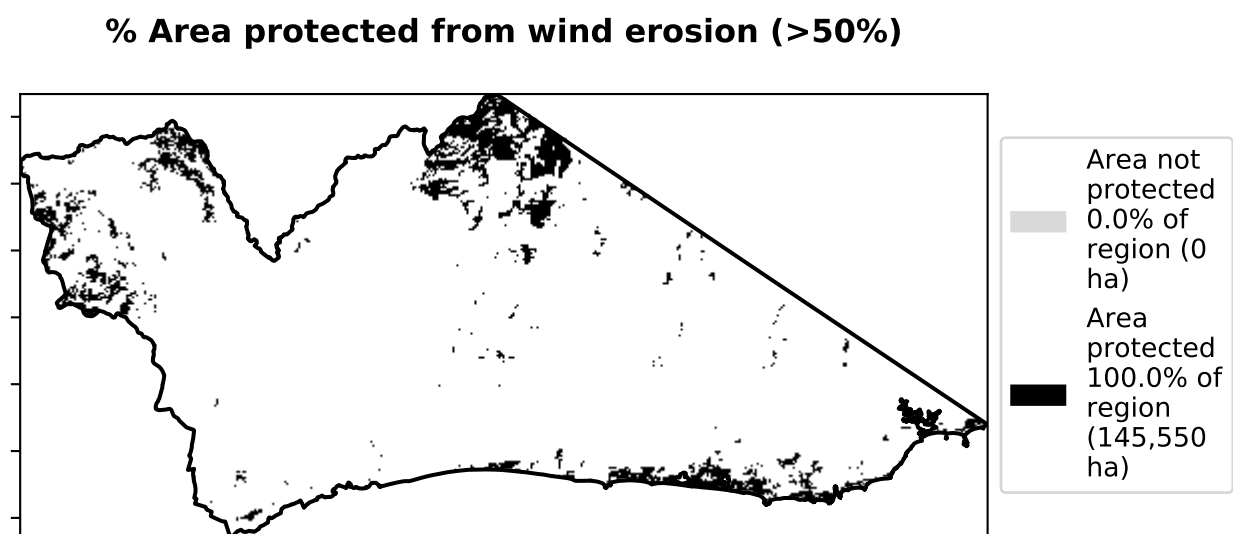 % Area protected from wind erosion (>50%)
Area not
protected
0.0% of
region (0
ha)
Area
protected
100.0% of
region
(145,550
ha)